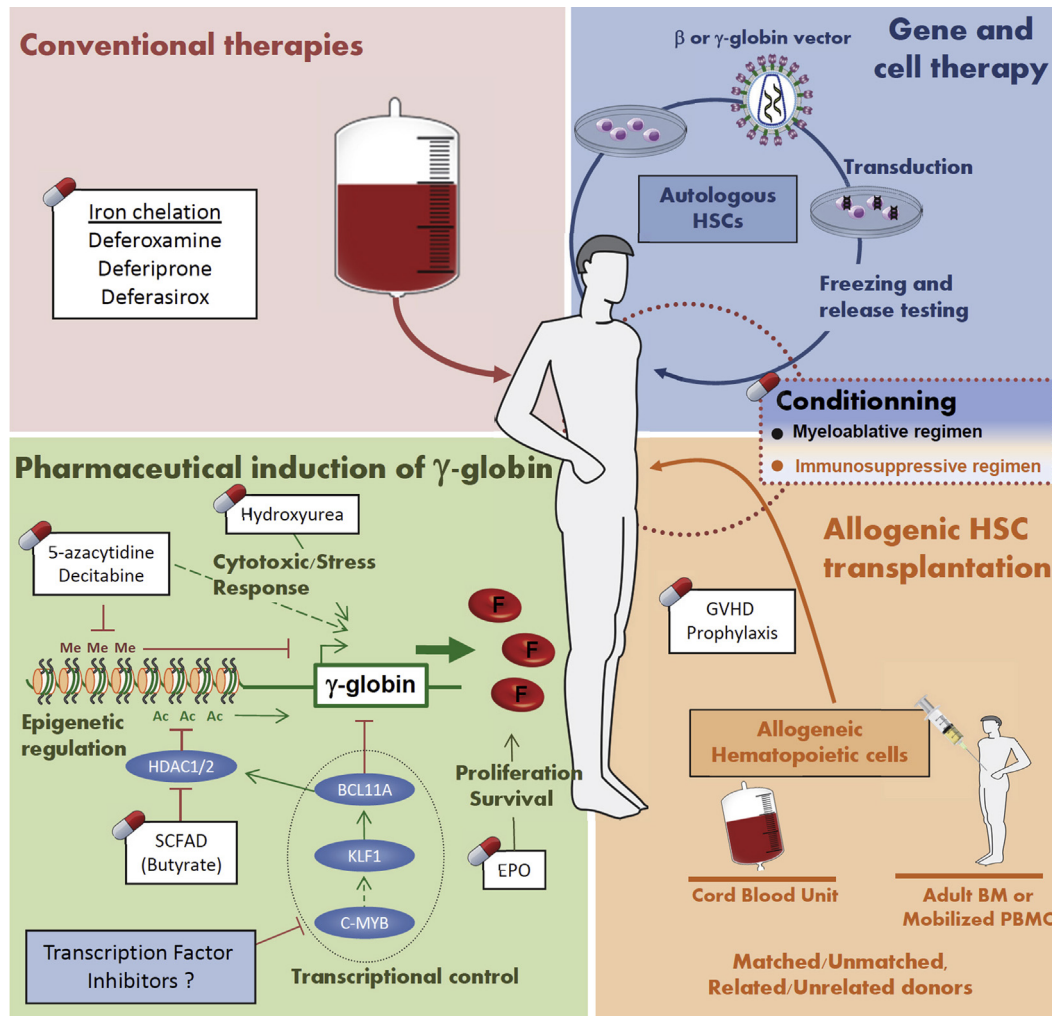 Conventional therapies
Iron chelation
Deferoxamine
Deferiprone
Deferasirox
Gene and
cell therapy
β or γ-globin vector
Transduction
Autologous
HSCs
Freezing and
release testing
Conditionning
Myeloablative regimen
Immunosuppressive regimen
Pharmaceutical induction of γ-globin
Hydroxyurea
5-azacytidine
Decitabine
Cytotoxic/Stress
Response
Me Me Me
γ-globin
F
F
F
Ac Ac Ac
Epigenetic
regulation
HDAC1/2
BCL11A
Proliferation
Survival
SCFAD
(Butyrate)
KLF1
EPO
C-MYB
Transcription Factor
Inhibitors ?
Transcriptional control
Allogenic HSC
transplantation
GVHD
Prophylaxis
Allogeneic
Hematopoietic cells
Cord Blood Unit
Adult BM or
Mobilized PBMC
Matched/Unmatched,
Related/Unrelated donors